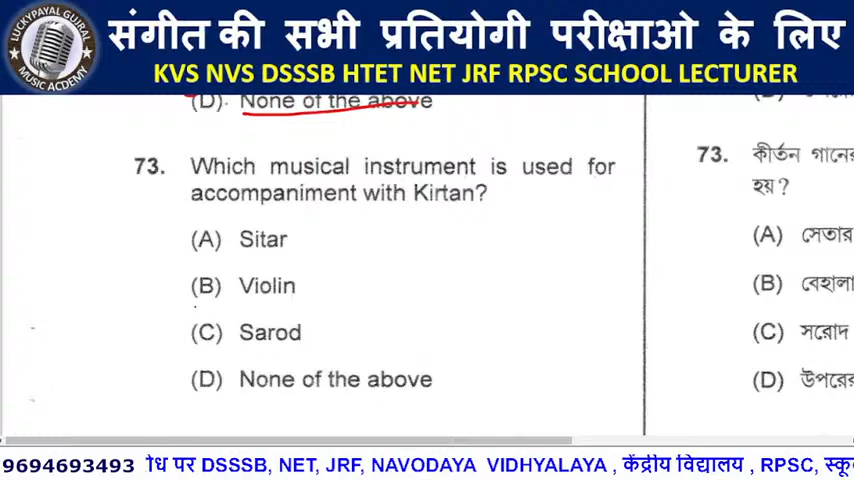 LUCKYPAYAL GUJRAL
MUSIC ACDEMY
संगीत की सभी प्रतियोगी परीक्षाओ के लिए
KVS NVS DSSSB HTET NET JRF RPSC SCHOOL LECTURER
(D). None of the above
73. Which musical instrument is used for
accompaniment with Kirtan?
(A) Sitar
(B) Violin
(C) Sarod
(D) None of the above
73. কীর্তন গানের
হয়?
(A) সেতার
(B) বেহালা
(C) সরোদ
(D) উপরের
9694693493 ोध पर DSSSB, NET, JRF, NAVODAYA VIDHYALAYA , केंद्रीय विद्यालय , RPSC, स्कू